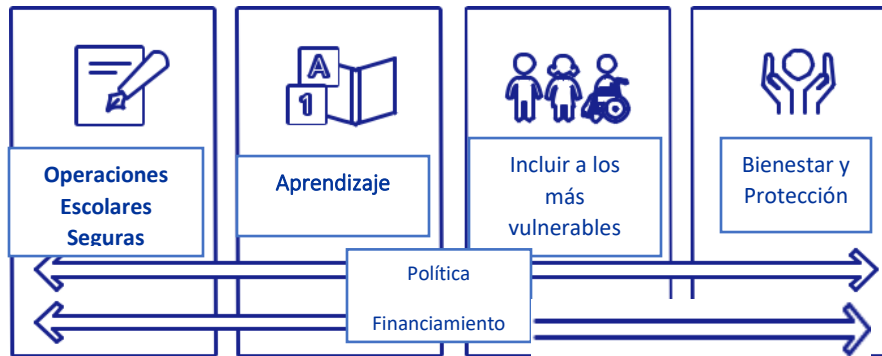 A
1
Operaciones
Escolares
Seguras
Aprendizaje
Incluir a los
más
vulnerables
Bienestar y
Protección
Política
Financiamiento